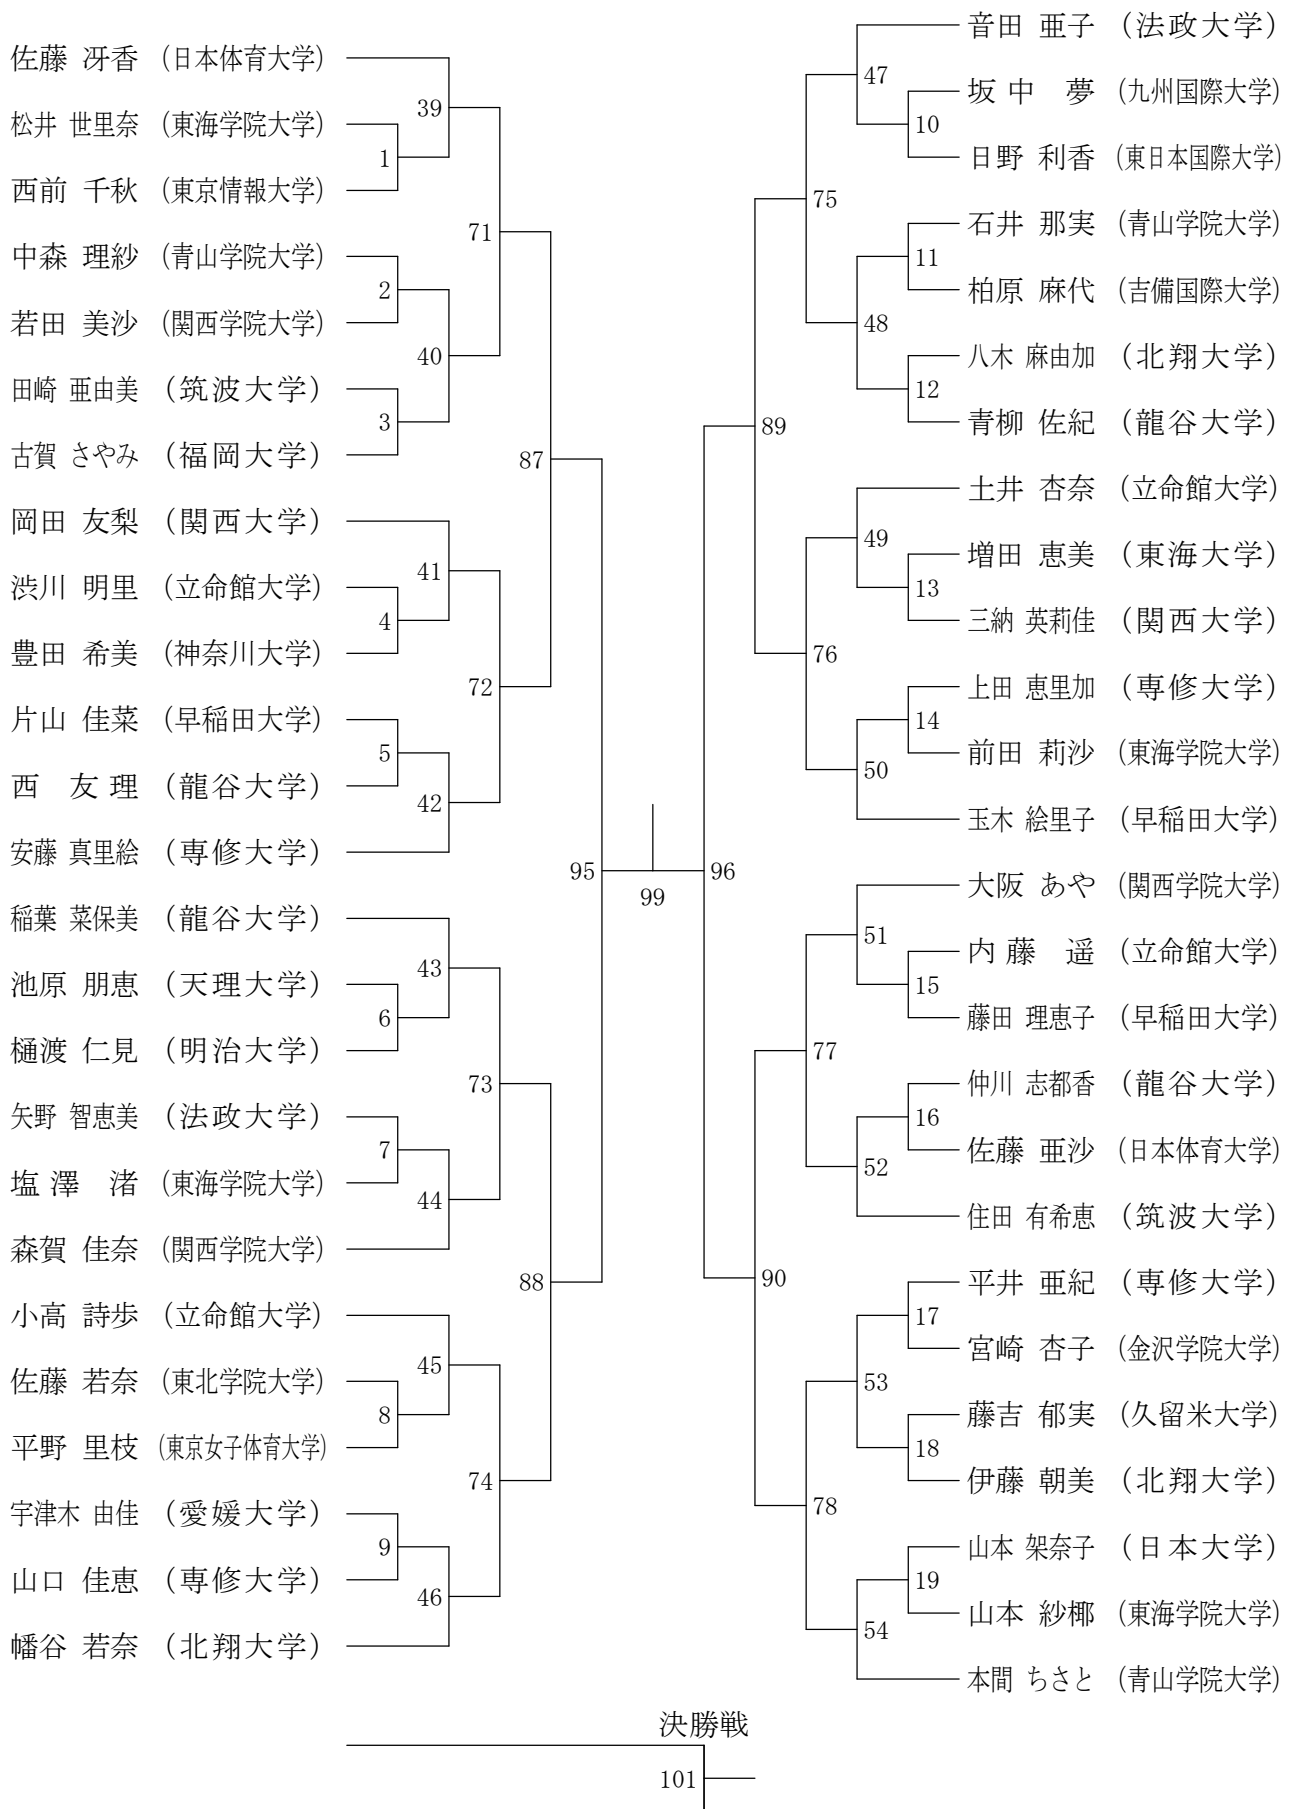 佐藤 冴香 (日本体育大学)
松井 世里奈 (東海学院大学)
西前 千秋 (東京情報大学)
中森 理紗 (青山学院大学)
若田 美沙 (関西学院大学)
田崎 亜由美 (筑波大学)
古賀 さやみ (福岡大学)
岡田 友梨 (関西大学)
渋川 明里 (立命館大学)
豊田 希美 (神奈川大学)
片山 佳菜 (早稲田大学)
西 友理 (龍谷大学)
安藤 真里絵 (専修大学)
稲葉 菜保美 (龍谷大学)
池原 朋恵 (天理大学)
樋渡 仁見 (明治大学)
矢野 智恵美 (法政大学)
塩澤 渚 (東海学院大学)
森賀 佳奈 (関西学院大学)
小高 詩歩 (立命館大学)
佐藤 若奈 (東北学院大学)
平野 里枝 (東京女子体育大学)
宇津木 由佳 (愛媛大学)
山口 佳恵 (専修大学)
幡谷 若奈 (北翔大学)
1
2
3
4
5
6
7
8
9
39
40
41
42
43
44
45
46
71
72
73
74
87
88
95
99
96
89
90
75
76
77
78
47
48
49
50
51
52
53
54
10
11
12
13
14
15
16
17
18
19
音田 亜子 (法政大学)
坂中 夢 (九州国際大学)
日野 利香 (東日本国際大学)
石井 那実 (青山学院大学)
柏原 麻代 (吉備国際大学)
八木 麻由加 (北翔大学)
青柳 佐紀 (龍谷大学)
土井 杏奈 (立命館大学)
増田 恵美 (東海大学)
三納 英莉佳 (関西大学)
上田 恵里加 (専修大学)
前田 莉沙 (東海学院大学)
玉木 絵里子 (早稲田大学)
大阪 あや (関西学院大学)
内藤 遥 (立命館大学)
藤田 理恵子 (早稲田大学)
仲川 志都香 (龍谷大学)
佐藤 亜沙 (日本体育大学)
住田 有希恵 (筑波大学)
平井 亜紀 (専修大学)
宮崎 杏子 (金沢学院大学)
藤吉 郁実 (久留米大学)
伊藤 朝美 (北翔大学)
山本 架奈子 (日本大学)
山本 紗椰 (東海学院大学)
本間 ちさと (青山学院大学)
決勝戦
101